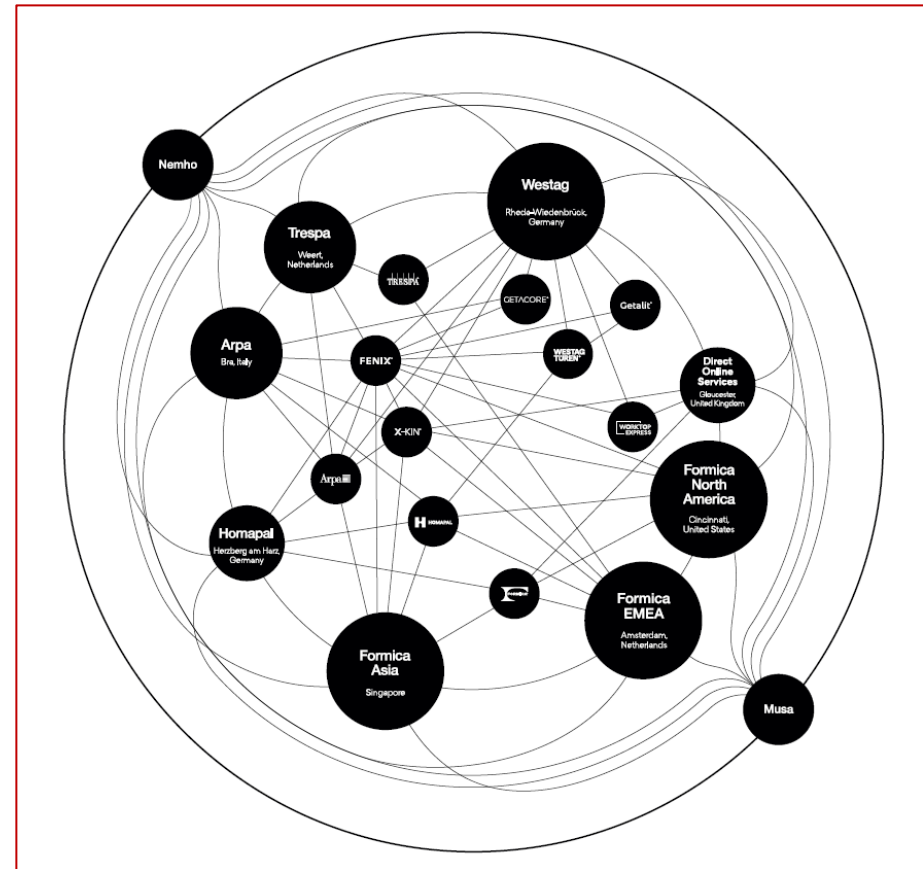 Nemho
Westag
Rheda-Wiedenbrück,
Germany
Trespa
Weert,
Netherlands
TRESPA
GETACORE®
Getalit®
Arpa
Bra, Italy
FENIX®
WESTAG
TÜREN®
Direct
Online
Services
Gloucester,
United Kingdom
X-KIN®
WORKTOP
EXPRESS
Arpa
Formica
North
America
Cincinnati,
United States
H HOMAPAL
Homapal
Herzberg am Harz,
Germany
Formica
EMEA
Amsterdam,
Netherlands
Formica
Asia
Singapore
Musa